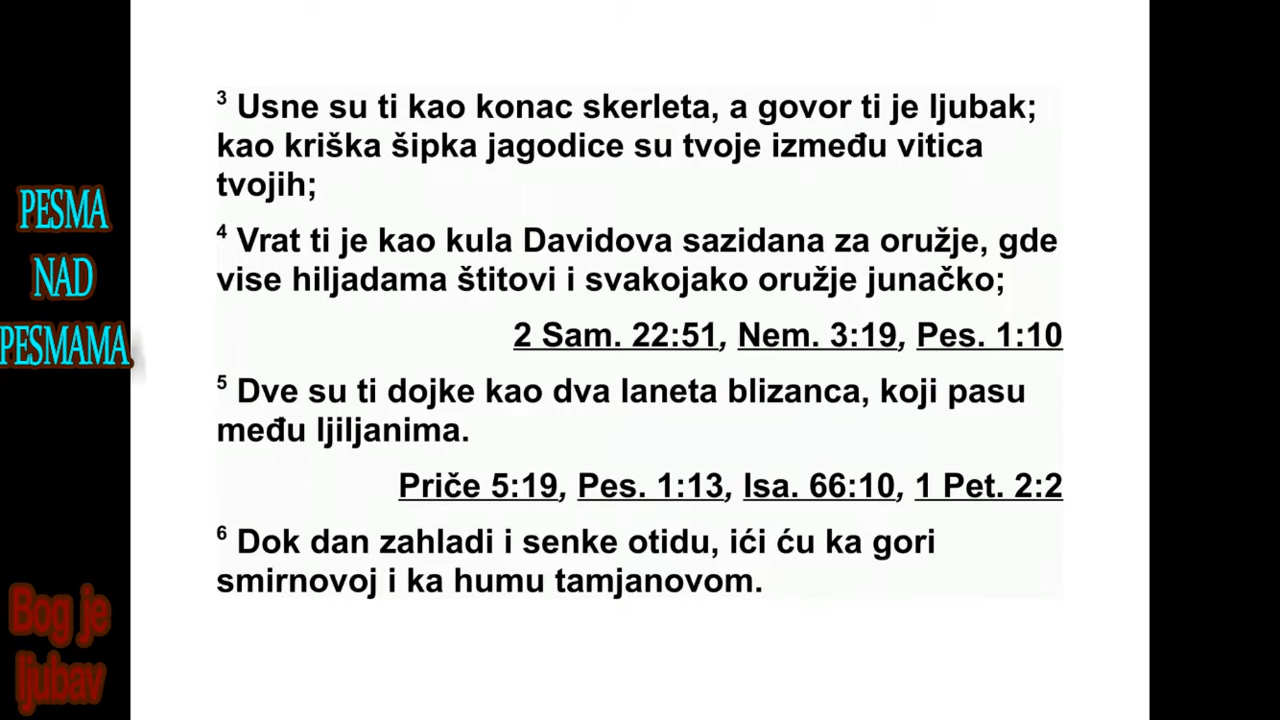 PESMA
NAD
PESMAMA
Bog je
ljubav
3 Usne su ti kao konac skerleta, a govor ti je ljubak;
kao kriška šipka jagodice su tvoje između vitica
tvojih;
4 Vrat ti je kao kula Davidova sazidana za oružje, gde
vise hiljadama štitovi i svakojako oružje junačko;
2 Sam. 22:51, Nem. 3:19, Pes. 1:10
5 Dve su ti dojke kao dva laneta blizanca, koji pasu
među ljiljanima.
Priče 5:19, Pes. 1:13, Isa. 66:10, 1 Pet. 2:2
6 Dok dan zahladi i senke otidu, ići ću ka gori
smirnovoj i ka humu tamjanovom.